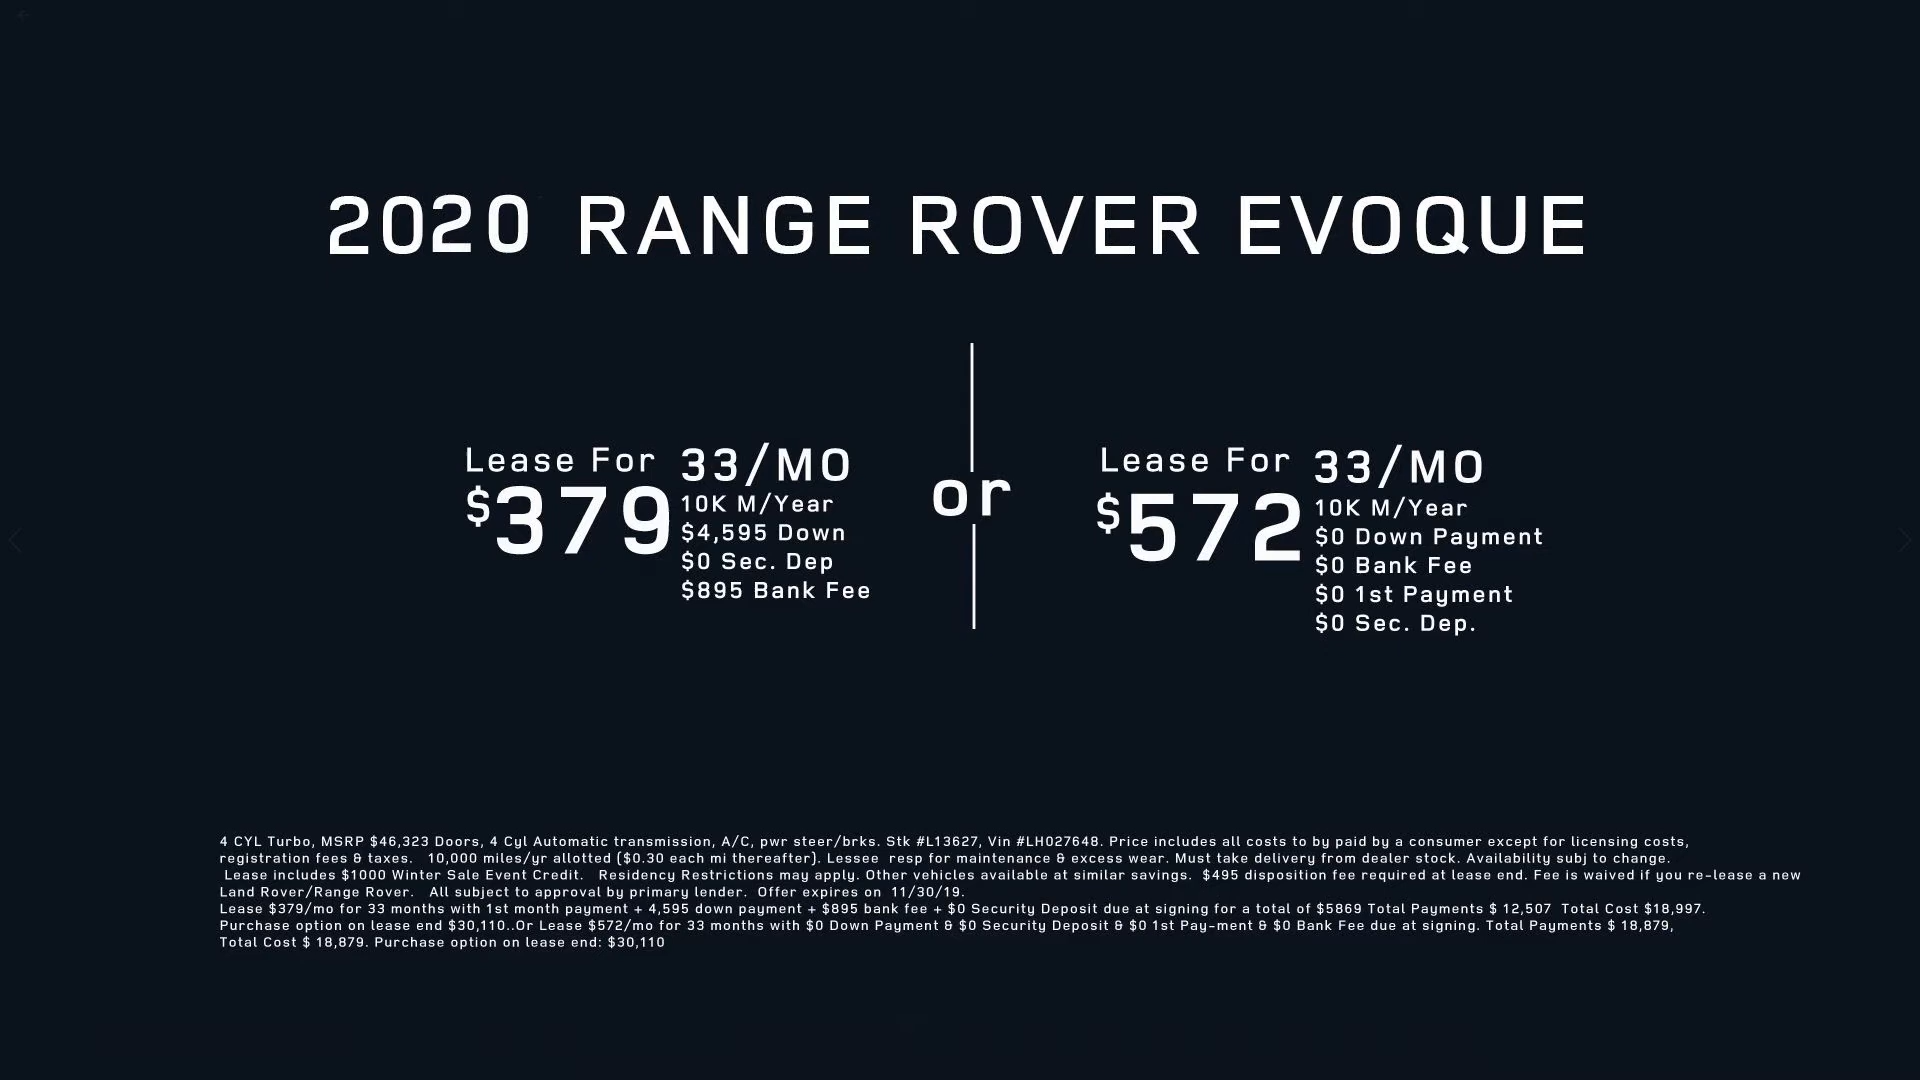 2020 RANGE ROVER EVOQUE
Lease For 33/MO
$379
10K M/Year
$4,595 Down
$0 Sec. Dep
$895 Bank Fee
or
Lease For 33/MO
$572
10K M/Year
$0 Down Payment
$0 Bank Fee
$0 1st Payment
$0 Sec. Dep.
4 CYL Turbo, MSRP $46,323 Doors, 4 Cyl Automatic transmission, A/C, pwr steer/brks. Stk #L13627, Vin #LH027648. Price includes all costs to by paid by a consumer except for licensing costs,
registration fees & taxes. 10,000 miles/yr allotted ($0.30 each mi thereafter). Lessee resp for maintenance & excess wear. Must take delivery from dealer stock. Availability subj to change.
Lease includes $1000 Winter Sale Event Credit. Residency Restrictions may apply. Other vehicles available at similar savings. $495 disposition fee required at lease end. Fee is waived if you re-lease a new
Land Rover/Range Rover. All subject to approval by primary lender. Offer expires on 11/30/19.
Lease $379/mo for 33 months with 1st month payment + 4,595 down payment + $895 bank fee + $0 Security Deposit due at signing for a total of $5869 Total Payments $ 12,507 Total Cost $18,997.
Purchase option on lease end $30,110..Or Lease $572/mo for 33 months with $0 Down Payment & $0 Security Deposit & $0 1st Pay-ment & $0 Bank Fee due at signing. Total Payments $ 18,879,
Total Cost $ 18,879. Purchase option on lease end: $30,110